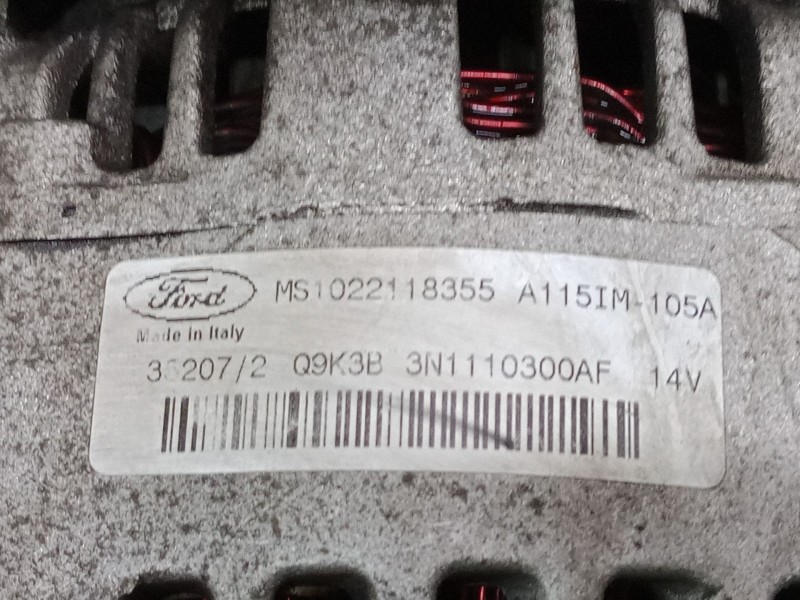 Ford MS1022118355 A115IM-105A
Made in Italy
Q9K3B 3N1110300AF 14V